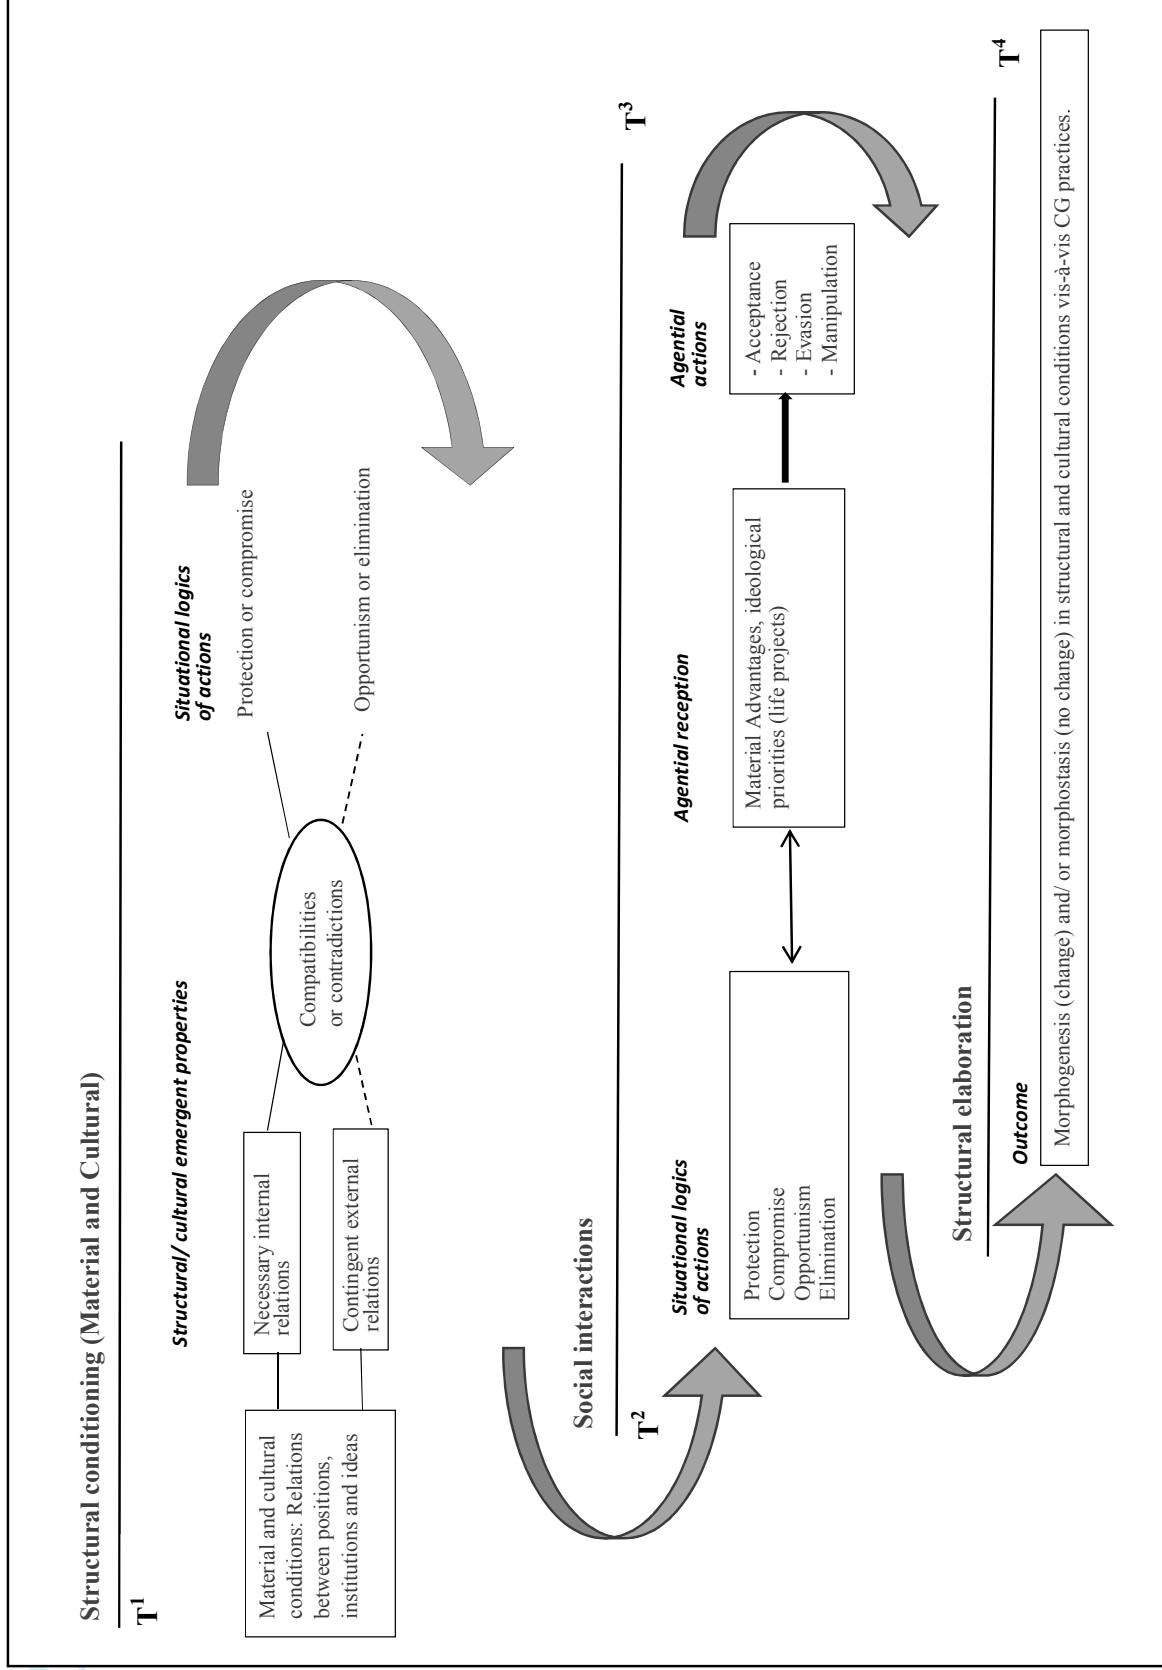 Structural conditioning (Material and Cultural)
T1
Structural/ cultural emergent properties
Situational logics
of actions
Material and cultural
conditions: Relations
between positions,
institutions and ideas
Necessary internal
relations
Contingent external
relations
Compatibilities
or contradictions
Protection or compromise
Opportunism or elimination
Social interactions
T2
T3
Situational logics
of actions
Agential reception
Agential
actions
Protection
Compromise
Opportunism
Elimination
Material Advantages, ideological
priorities (life projects)
- Acceptance
- Rejection
- Evasion
- Manipulation
Structural elaboration
T4
Outcome
Morphogenesis (change) and/ or morphostasis (no change) in structural and cultural conditions vis-à-vis CG practices.